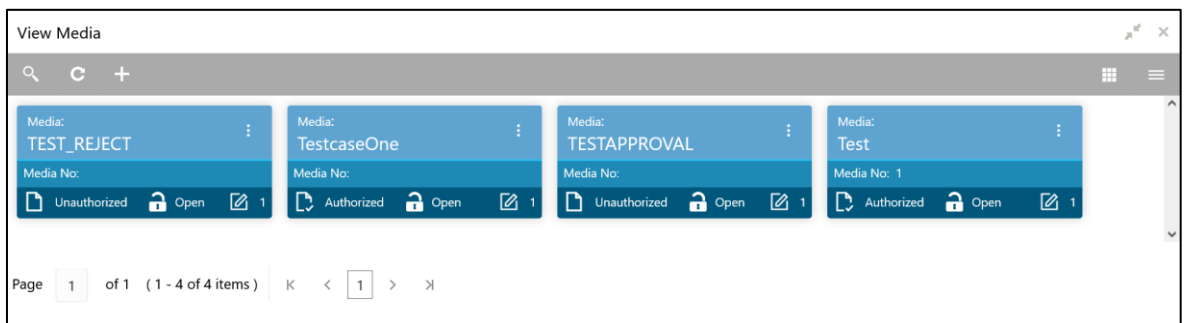 View Media
Media: Media: Media: Media:
TEST_REJECT TestcaseOne TESTAPPROVAL Test
Media No: Media No: Media No: Media No: 1
Unauthorized Open 1 Authorized Open 1 Unauthorized Open 1 Authorized Open 1
Page 1 of 1 ( 1 - 4 of 4 items ) 1